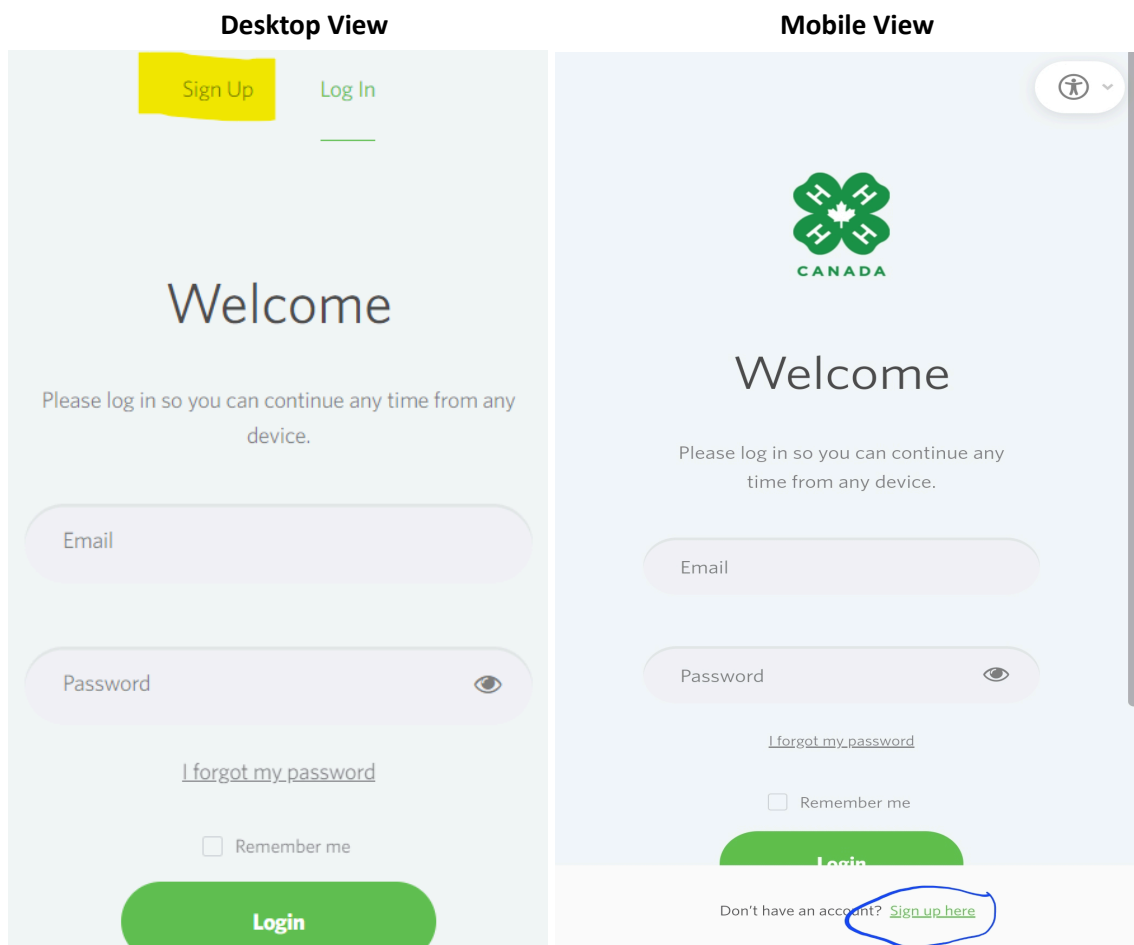 Desktop View
Sign Up
Log In
Welcome
Please log in so you can continue any time from any
device.
Email
Password
I forgot my password
Remember me
Login
Mobile View
H H
H H
CANADA
Welcome
Please log in so you can continue any
time from any device.
Email
Password
I forgot my password
Remember me
Login
Don't have an account? Sign up here